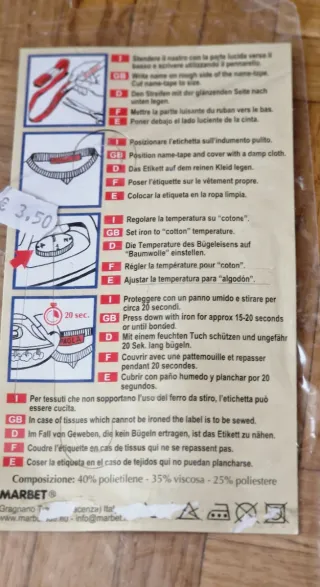 I Stendere il nastro con la parte lucida verso il
basso e scrivere utilizzando il pennarello.
GB Write name on rough side of the name-tape.
Cut name-tape to size.
D Den Streifen mit der glänzenden Seite nach
unten legen.
F Mettre la partie luisante du ruban vers le bas.
E Poner debajo el lado luciente de la cinta.
I Posizionare l'etichetta sull'indumento pulito.
GB Position name-tape and cover with a damp cloth.
D Das Etikett auf dem reinen Kleid legen.
F Poser l'étiquette sur le vêtement propre.
E Colocar la etiqueta en la ropa limpia.
€ 3,50
I Regolare la temperatura su "cotone".
GB Set iron to "cotton" temperature.
D Die Temperatur des Bügeleisens auf
"Baumwolle" einstellen.
F Régler la température pour "coton".
E Ajustar la temperatura para "algodón".
20 sec.
I Proteggere con un panno umido e stirare per
circa 20 secondi.
GB Press down with iron for approx 15-20 seconds
or until bonded.
D Mit einem feuchten Tuch schützen und ungefähr
20 Sek. lang bügeln.
F Couvrir avec une pattemouille et repasser
pendant 20 secondes.
E Cubrir con paño humedo y planchar por 20
segundos.
I Per tessuti che non sopportano l'uso del ferro da stiro, l'etichetta può
essere cucita.
GB In case of tissues which cannot be ironed the label is to be sewed.
D Im Fall von Geweben, die kein Bügeln ertragen, ist das Etikett zu nähen.
F Coudre l'étiquette en cas de tissus qui ne se repassent pas.
E Coser la etiqueta en el caso de tejidos qui no puedan plancharse.
Composizione: 40% polietilene - 35% viscosa - 25% poliestere
MARBET®
Gragnano
info@marbet